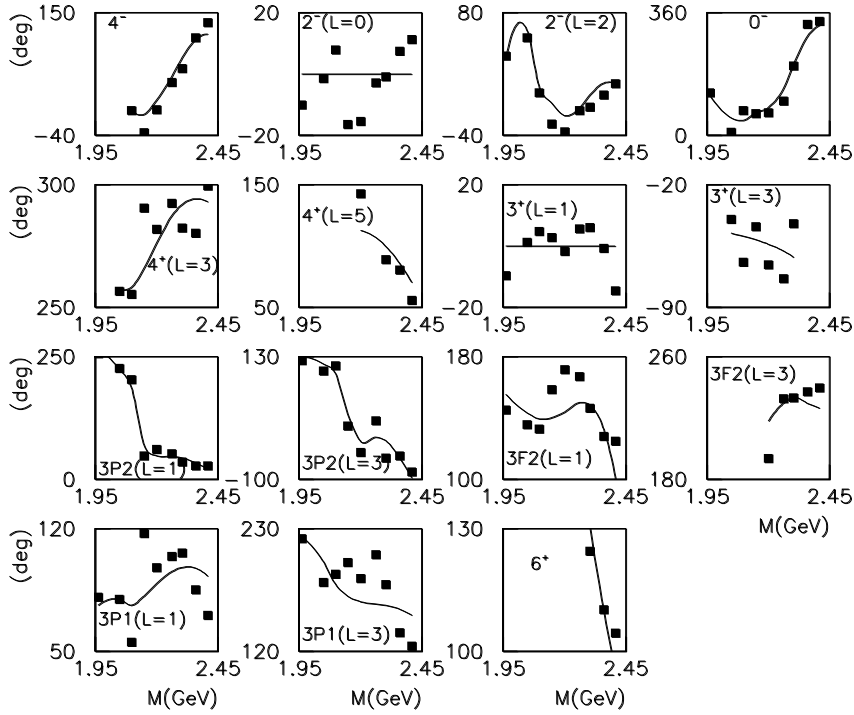 150 20 80 360
4⁻ 2⁻(L=0) 2⁻(L=2) 0⁻
(deg)
−40 −20 −40 0
1.95 2.45 1.95 2.45 1.95 2.45 1.95 2.45
300 150 20 −20
3⁺(L=3)
4⁺(L=5) 3⁺(L=1)
(deg)
4⁺(L=3)
250 50 −20 −90
1.95 2.45 1.95 2.45 1.95 2.45 1.95 2.45
250 130 180 260
3F2(L=3)
(deg)
3F2(L=1)
3P2(L=1) 3P2(L=3)
0 −100 100 180
1.95 2.45 1.95 2.45 1.95 2.45 1.95 2.45
M(GeV)
120 230 130
(deg)
6⁺
3P1(L=1)
3P1(L=3)
50 120 100
1.95 2.45 1.95 2.45 1.95 2.45
M(GeV) M(GeV) M(GeV)